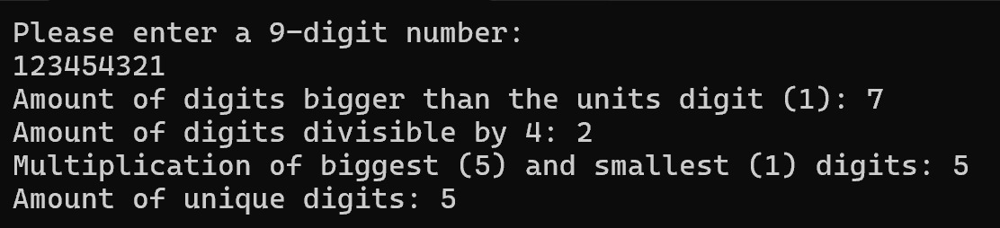 Please enter a 9-digit number:
123454321
Amount of digits bigger than the units digit (1): 7
Amount of digits divisible by 4: 2
Multiplication of biggest (5) and smallest (1) digits: 5
Amount of unique digits: 5